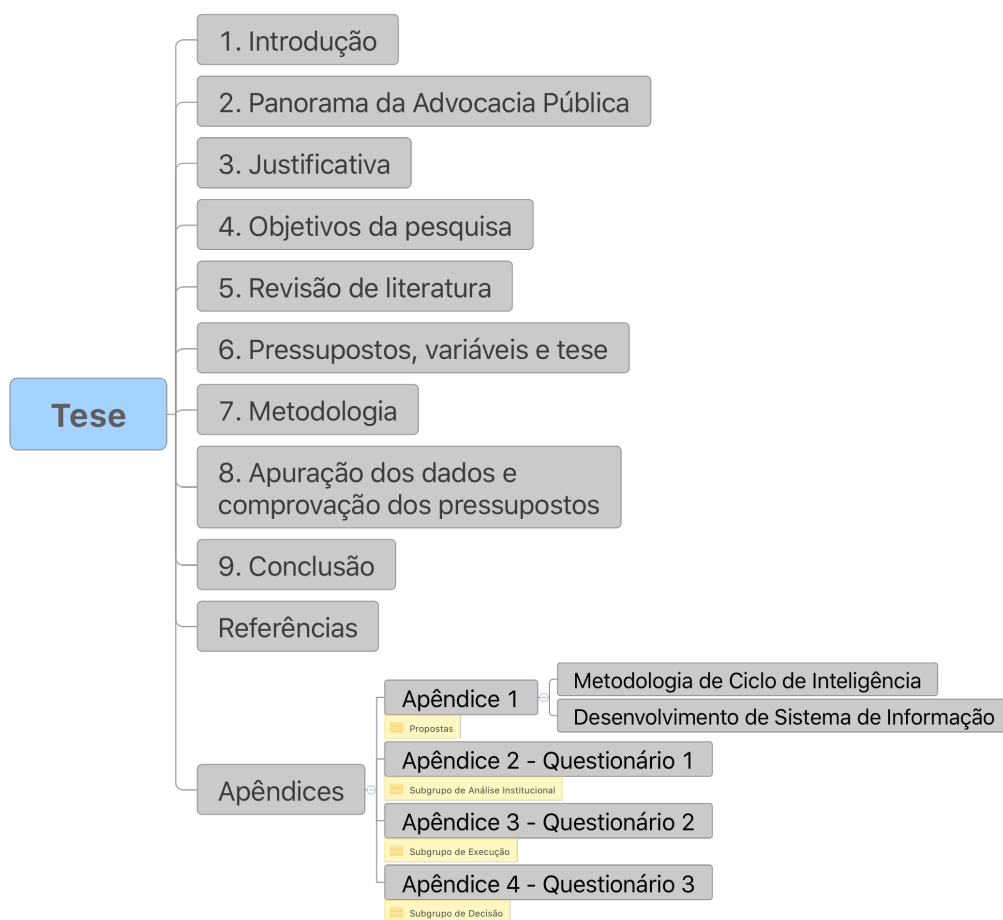 1. Introdução
2. Panorama da Advocacia Pública
3. Justificativa
4. Objetivos da pesquisa
5. Revisão de literatura
6. Pressupostos, variáveis e tese
Tese
7. Metodologia
8. Apuração dos dados e
comprovação dos pressupostos
9. Conclusão
Referências
Apêndices
Apêndice 1
Propostas
Metodologia de Ciclo de Inteligência
Desenvolvimento de Sistema de Informação
Apêndice 2 - Questionário 1
Subgrupo de Análise Institucional
Apêndice 3 - Questionário 2
Subgrupo de Execução
Apêndice 4 - Questionário 3
Subgrupo de Decisão